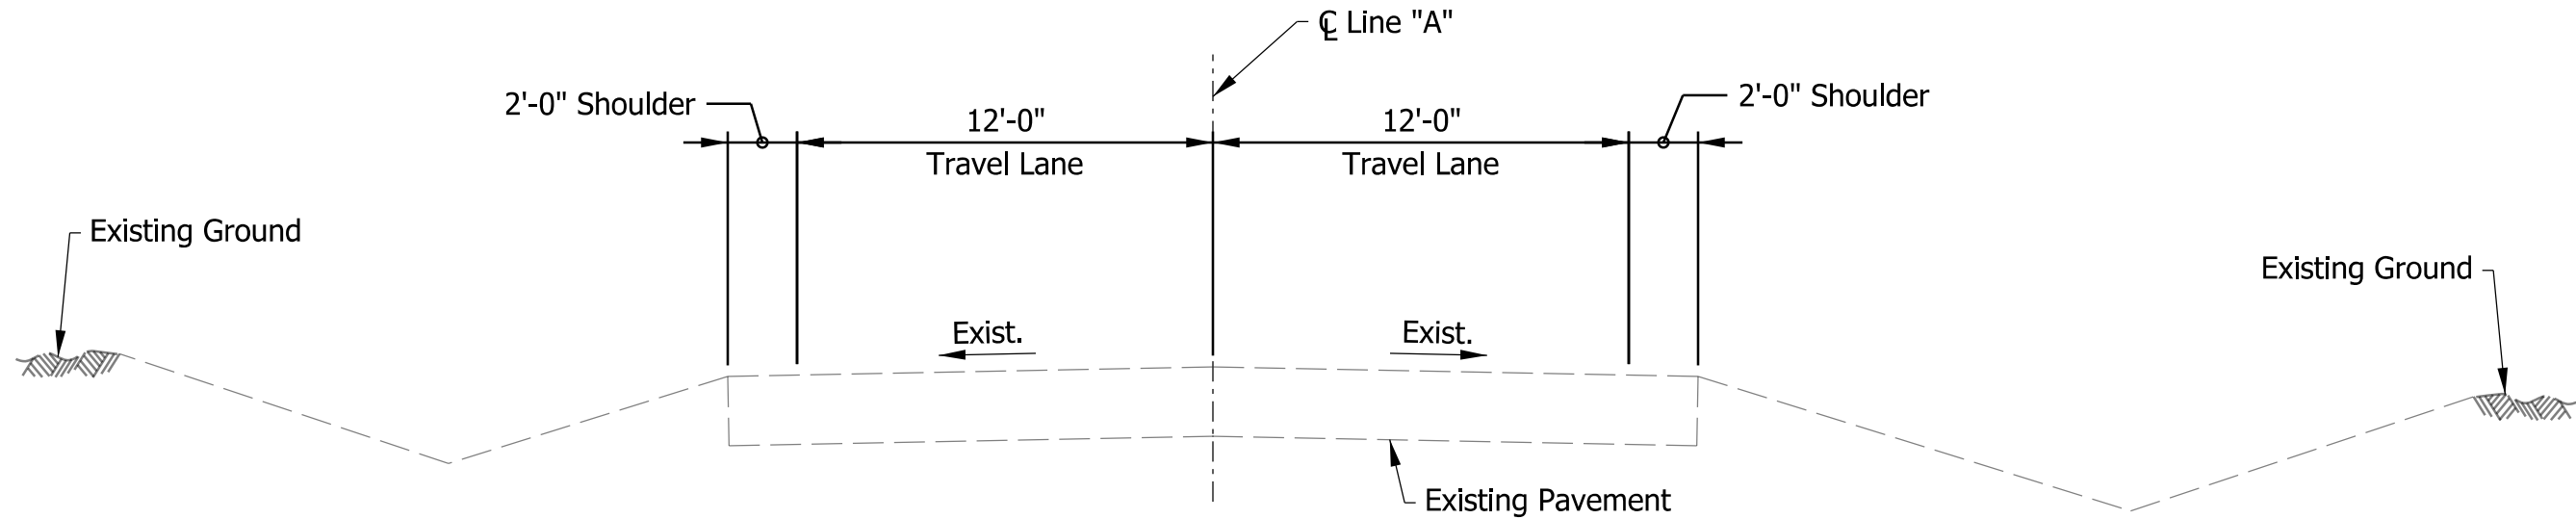 ℄ Line "A"
2'-0" Shoulder
2'-0" Shoulder
12'-0"
Travel Lane
12'-0"
Travel Lane
Existing Ground
Existing Ground
Exist.
Exist.
Existing Pavement